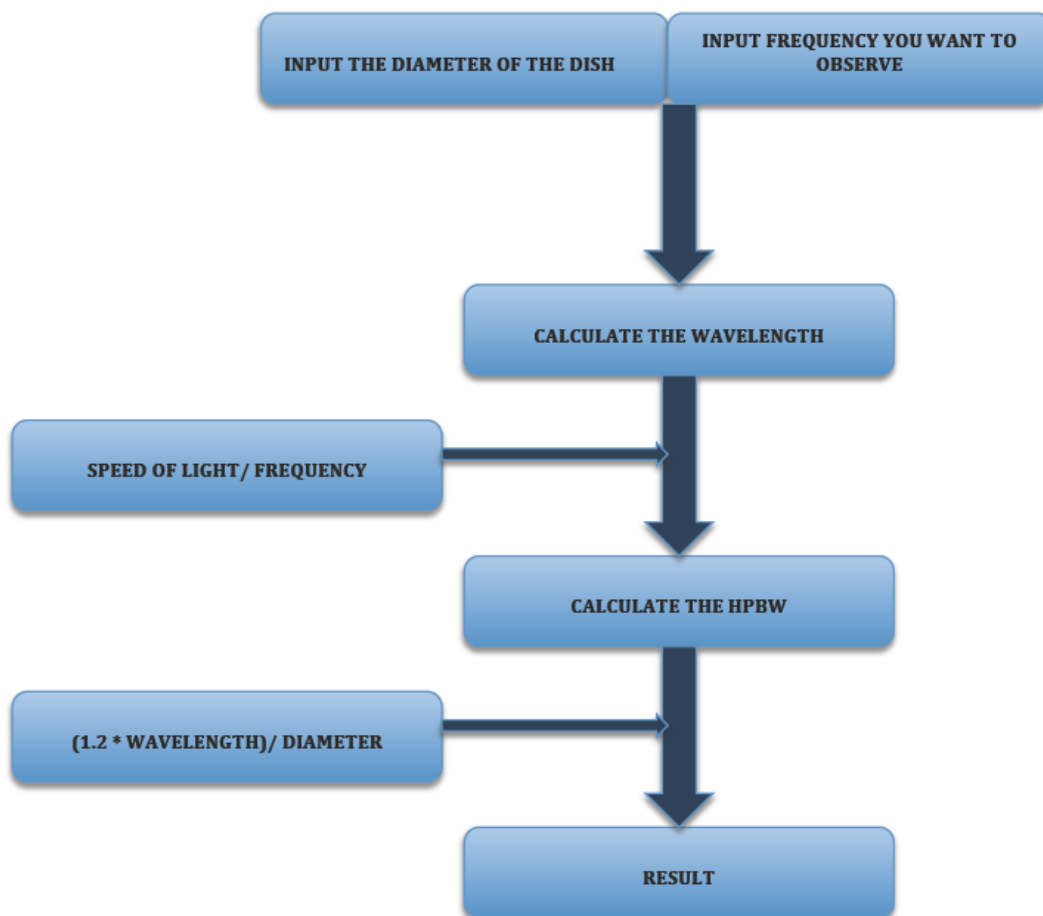 INPUT THE DIAMETER OF THE DISH
INPUT FREQUENCY YOU WANT TO
OBSERVE
CALCULATE THE WAVELENGTH
SPEED OF LIGHT/ FREQUENCY
CALCULATE THE HPBW
(1.2 * WAVELENGTH)/ DIAMETER
RESULT